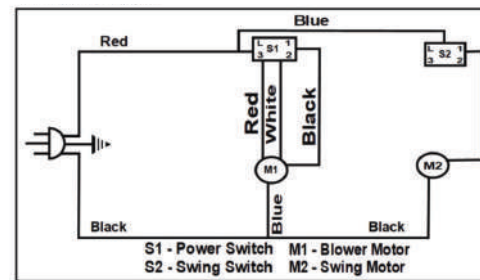 Blue
Red
L 1
S1
3 2
L 1
S2
3 2
Red
White
Black
M1
M2
Blue
Black
Black
S1 - Power Switch M1 - Blower Motor
S2 - Swing Switch M2 - Swing Motor